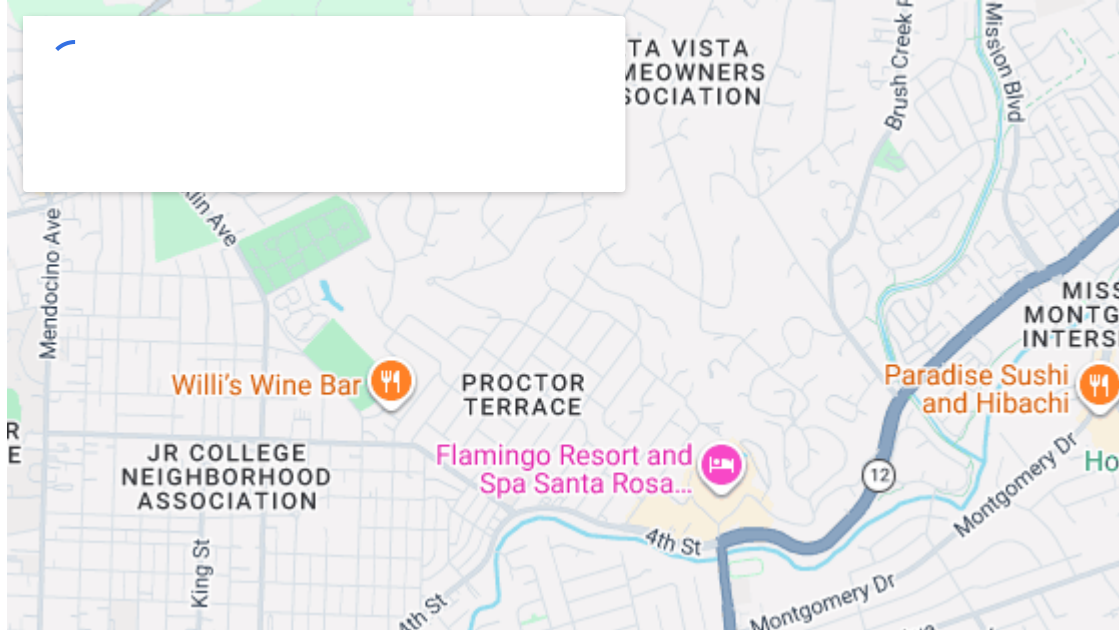 TA VISTA
MEOWNERS
SOCIATION
Brush Creek
Mission Blvd
lin Ave
Mendocino Ave
MISS
MONTG
INTERS
Willi's Wine Bar
PROCTOR
TERRACE
Paradise Sushi
and Hibachi
R
E
JR COLLEGE
NEIGHBORHOOD
ASSOCIATION
Flamingo Resort and
Spa Santa Rosa...
12
Ho
Montgomery Dr
4th St
King St
4th St
Montgomery Dr